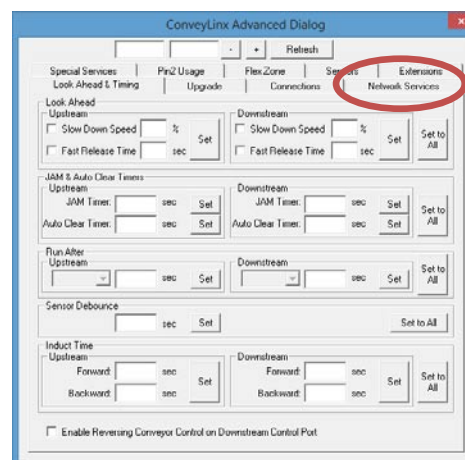 ConveyLinx Advanced Dialog
x
- + Refresh
Special Services Pin2 Usage Flex Zone Sensors Extensions
Look Ahead & Timing Upgrade Connections Network Services
Look Ahead
Upstream Downstream
Slow Down Speed % Slow Down Speed %
Set Set Set to All
Fast Release Time sec Fast Release Time sec
JAM & Auto Clear Timers
Upstream Downstream
JAM Timer: sec Set JAM Timer: sec Set
Set to All
Auto Clear Timer: sec Set Auto Clear Timer: sec Set
Run After
Upstream Downstream
sec Set sec Set Set to All
Sensor Debounce
sec Set Set to All
Induct Time
Upstream Downstream
Forward: sec Forward: sec
Set Set Set to All
Backward: sec Backward: sec
Enable Reversing Conveyor Control on Downstream Control Port